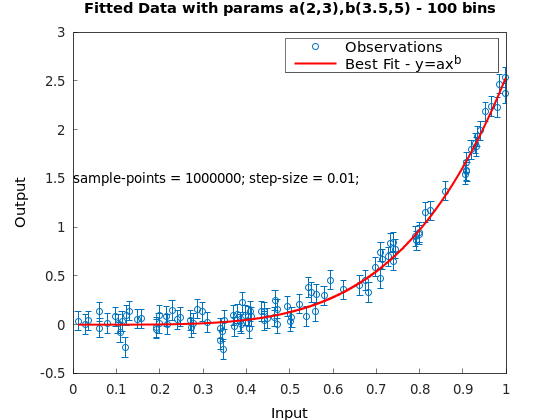 Fitted Data with params a(2,3),b(3.5,5) - 100 bins
3
Observations
Best Fit - y=ax^b
2.5
2
sample-points = 1000000; step-size = 0.01;
1.5
Output
1
0.5
0
-0.5
0 0.1 0.2 0.3 0.4 0.5 0.6 0.7 0.8 0.9 1
Input